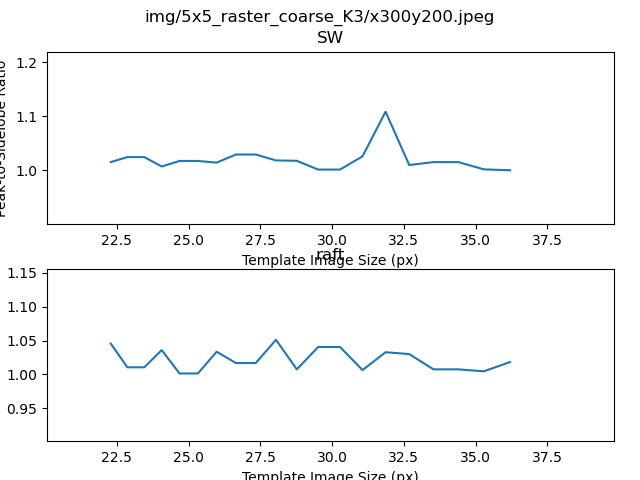 img/5x5_raster_coarse_K3/x300y200.jpeg
SW
1.2
1.1
1.0
Peak-to-Sidelobe Ratio
22.5 25.0 27.5 30.0 32.5 35.0 37.5
Template Image Size (px)
raft
1.15
1.10
1.05
1.00
0.95
22.5 25.0 27.5 30.0 32.5 35.0 37.5
Template Image Size (px)